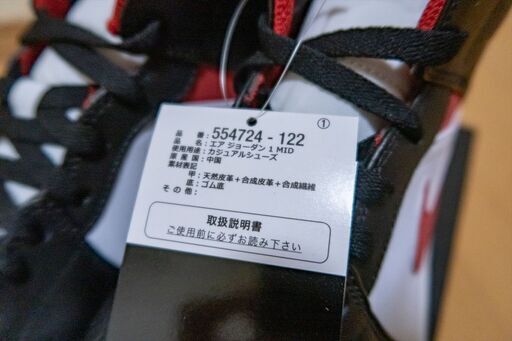 ①
品 番：554724 - 122
品 名：エア ジョーダン 1 MID
使用用途：カジュアルシューズ
原 産 国：中国
素材表記
甲：天然皮革＋合成皮革＋合成繊維
底：ゴム底
その他：
取扱説明書
ご使用前に必ずお読み下さい